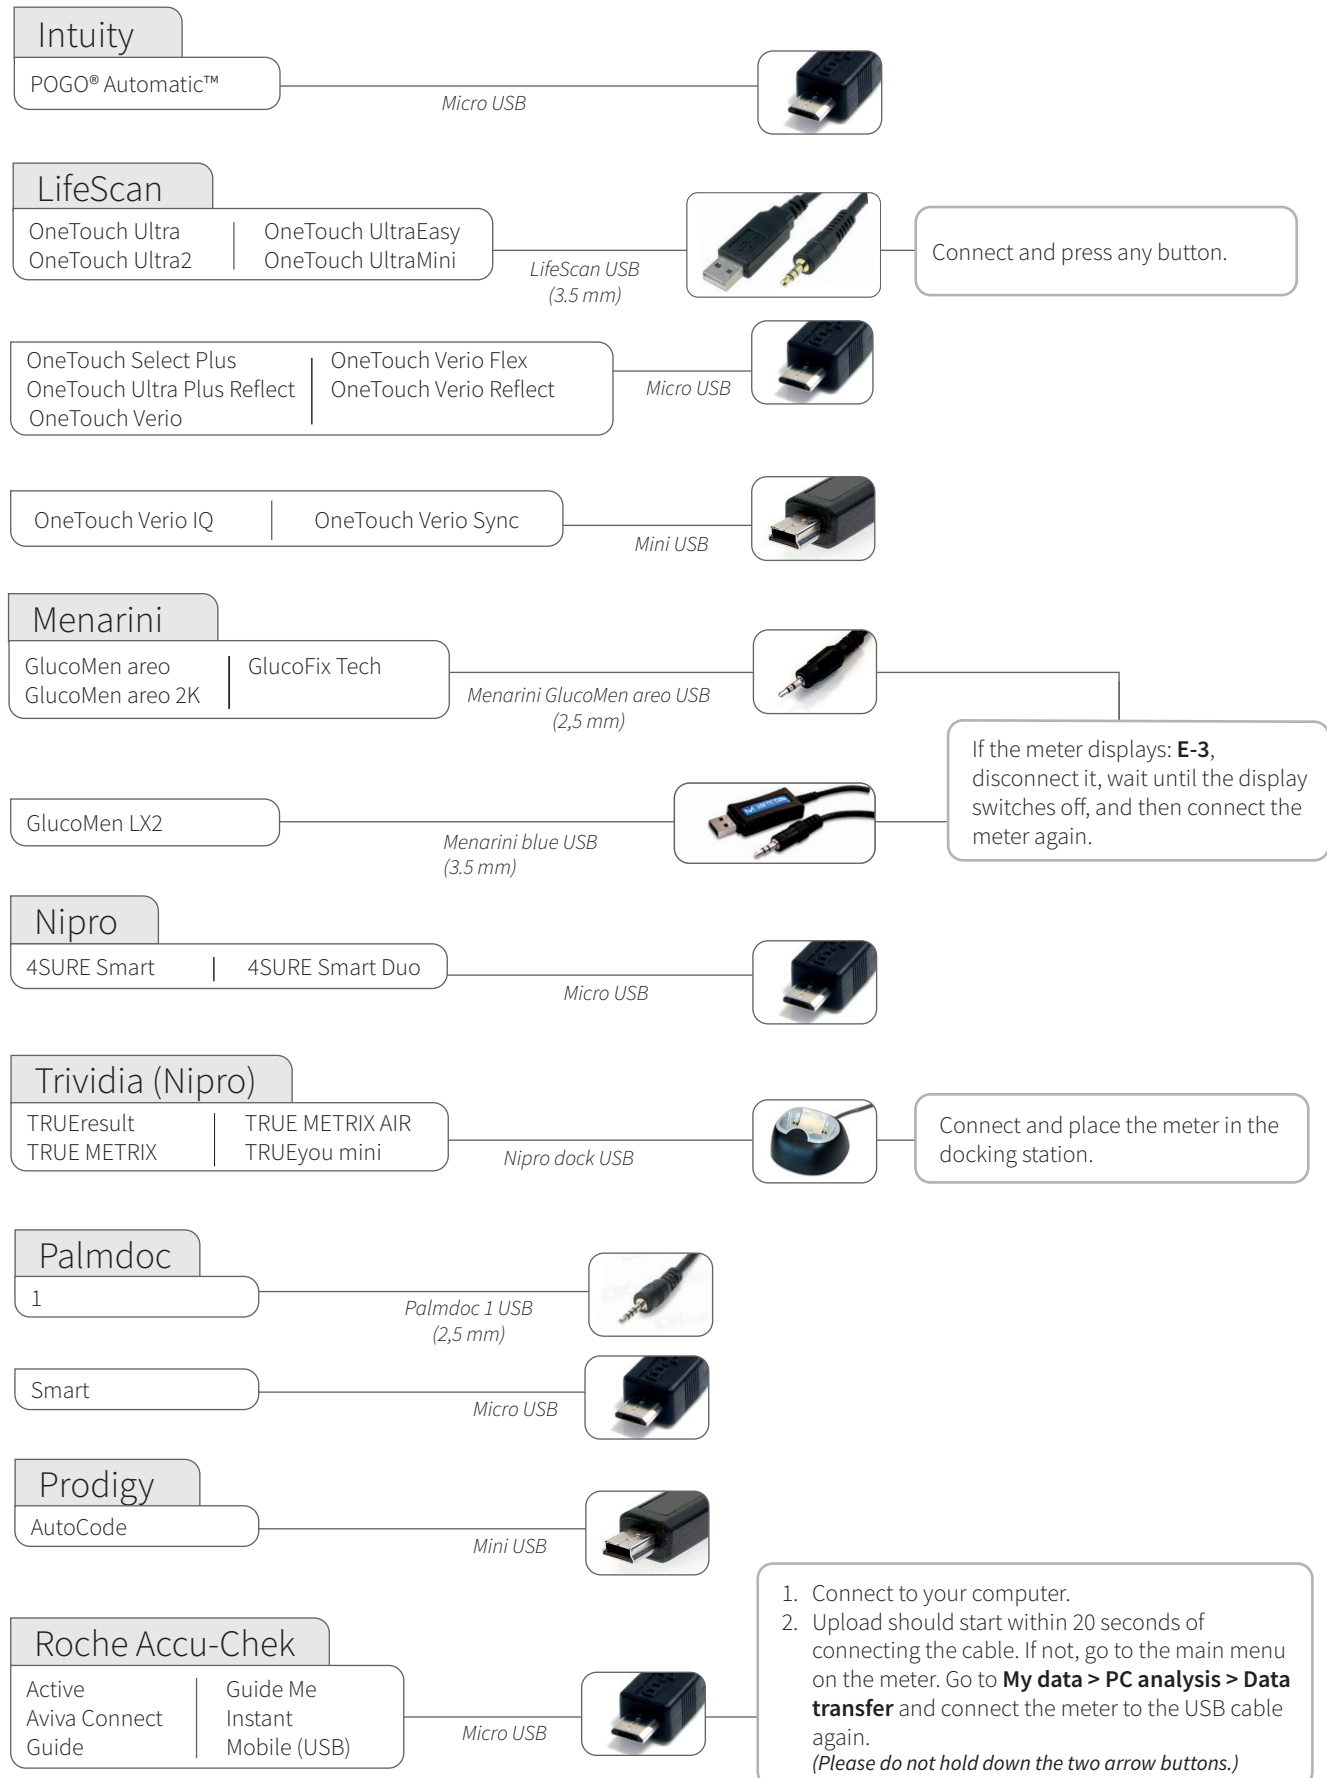 Intuity
POGO® Automatic™
Micro USB
LifeScan
OneTouch Ultra
OneTouch Ultra2
OneTouch UltraEasy
OneTouch UltraMini
LifeScan USB
(3.5 mm)
Connect and press any button.
OneTouch Select Plus
OneTouch Ultra Plus Reflect
OneTouch Verio
OneTouch Verio Flex
OneTouch Verio Reflect
Micro USB
OneTouch Verio IQ
OneTouch Verio Sync
Mini USB
Menarini
GlucoMen areo
GlucoMen areo 2K
GlucoFix Tech
Menarini GlucoMen areo USB
(2,5 mm)
If the meter displays: E-3,
disconnect it, wait until the display
switches off, and then connect the
meter again.
GlucoMen LX2
Menarini blue USB
(3.5 mm)
Nipro
4SURE Smart
4SURE Smart Duo
Micro USB
Trividia (Nipro)
TRUEresult
TRUE METRIX
TRUE METRIX AIR
TRUEyou mini
Nipro dock USB
Connect and place the meter in the
docking station.
Palmdoc
1
Palmdoc 1 USB
(2,5 mm)
Smart
Micro USB
Prodigy
AutoCode
Mini USB
Roche Accu-Chek
Active
Aviva Connect
Guide
Guide Me
Instant
Mobile (USB)
Micro USB
1. Connect to your computer.
2. Upload should start within 20 seconds of
connecting the cable. If not, go to the main menu
on the meter. Go to My data > PC analysis > Data
transfer and connect the meter to the USB cable
again.
(Please do not hold down the two arrow buttons.)